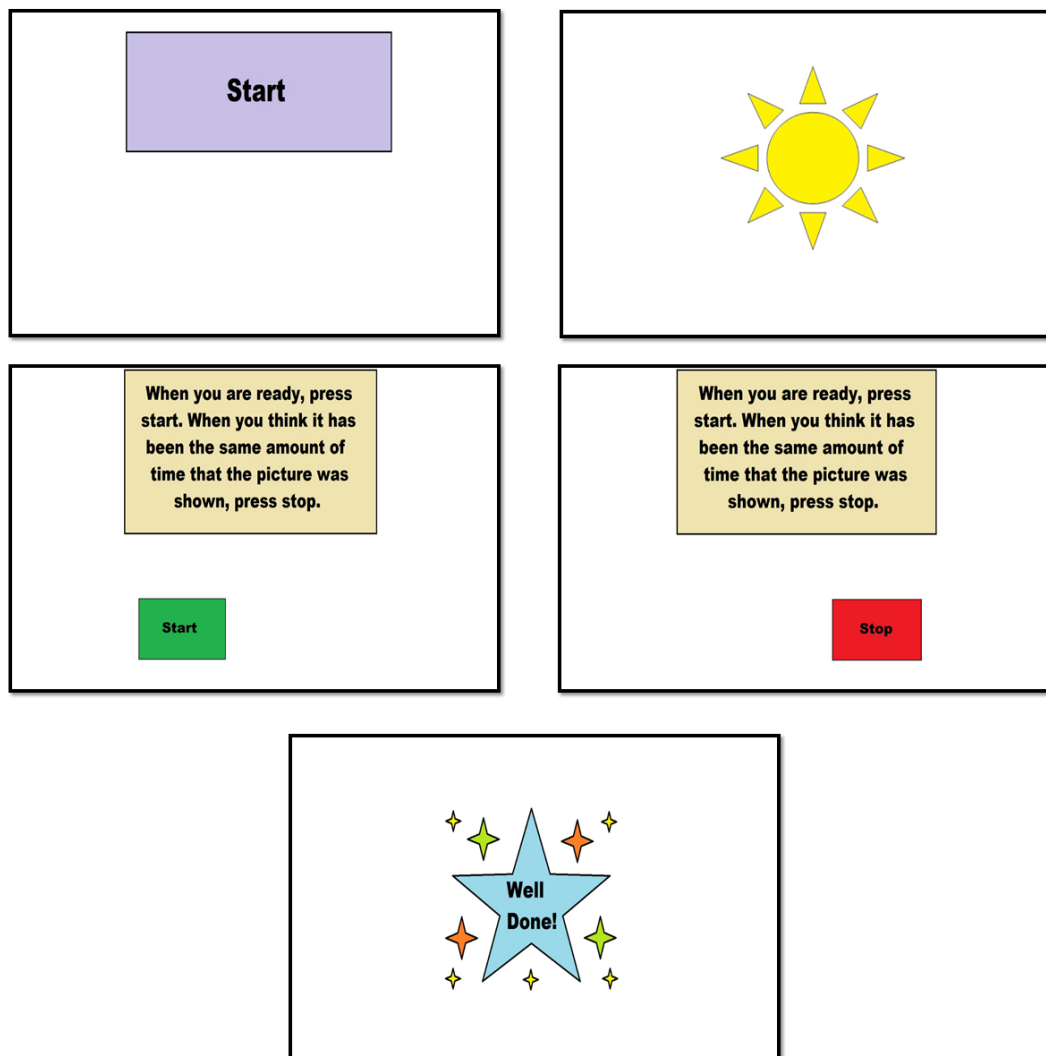 Start
When you are ready, press
start. When you think it has
been the same amount of
time that the picture was
shown, press stop.
Start
When you are ready, press
start. When you think it has
been the same amount of
time that the picture was
shown, press stop.
Stop
Well
Done!